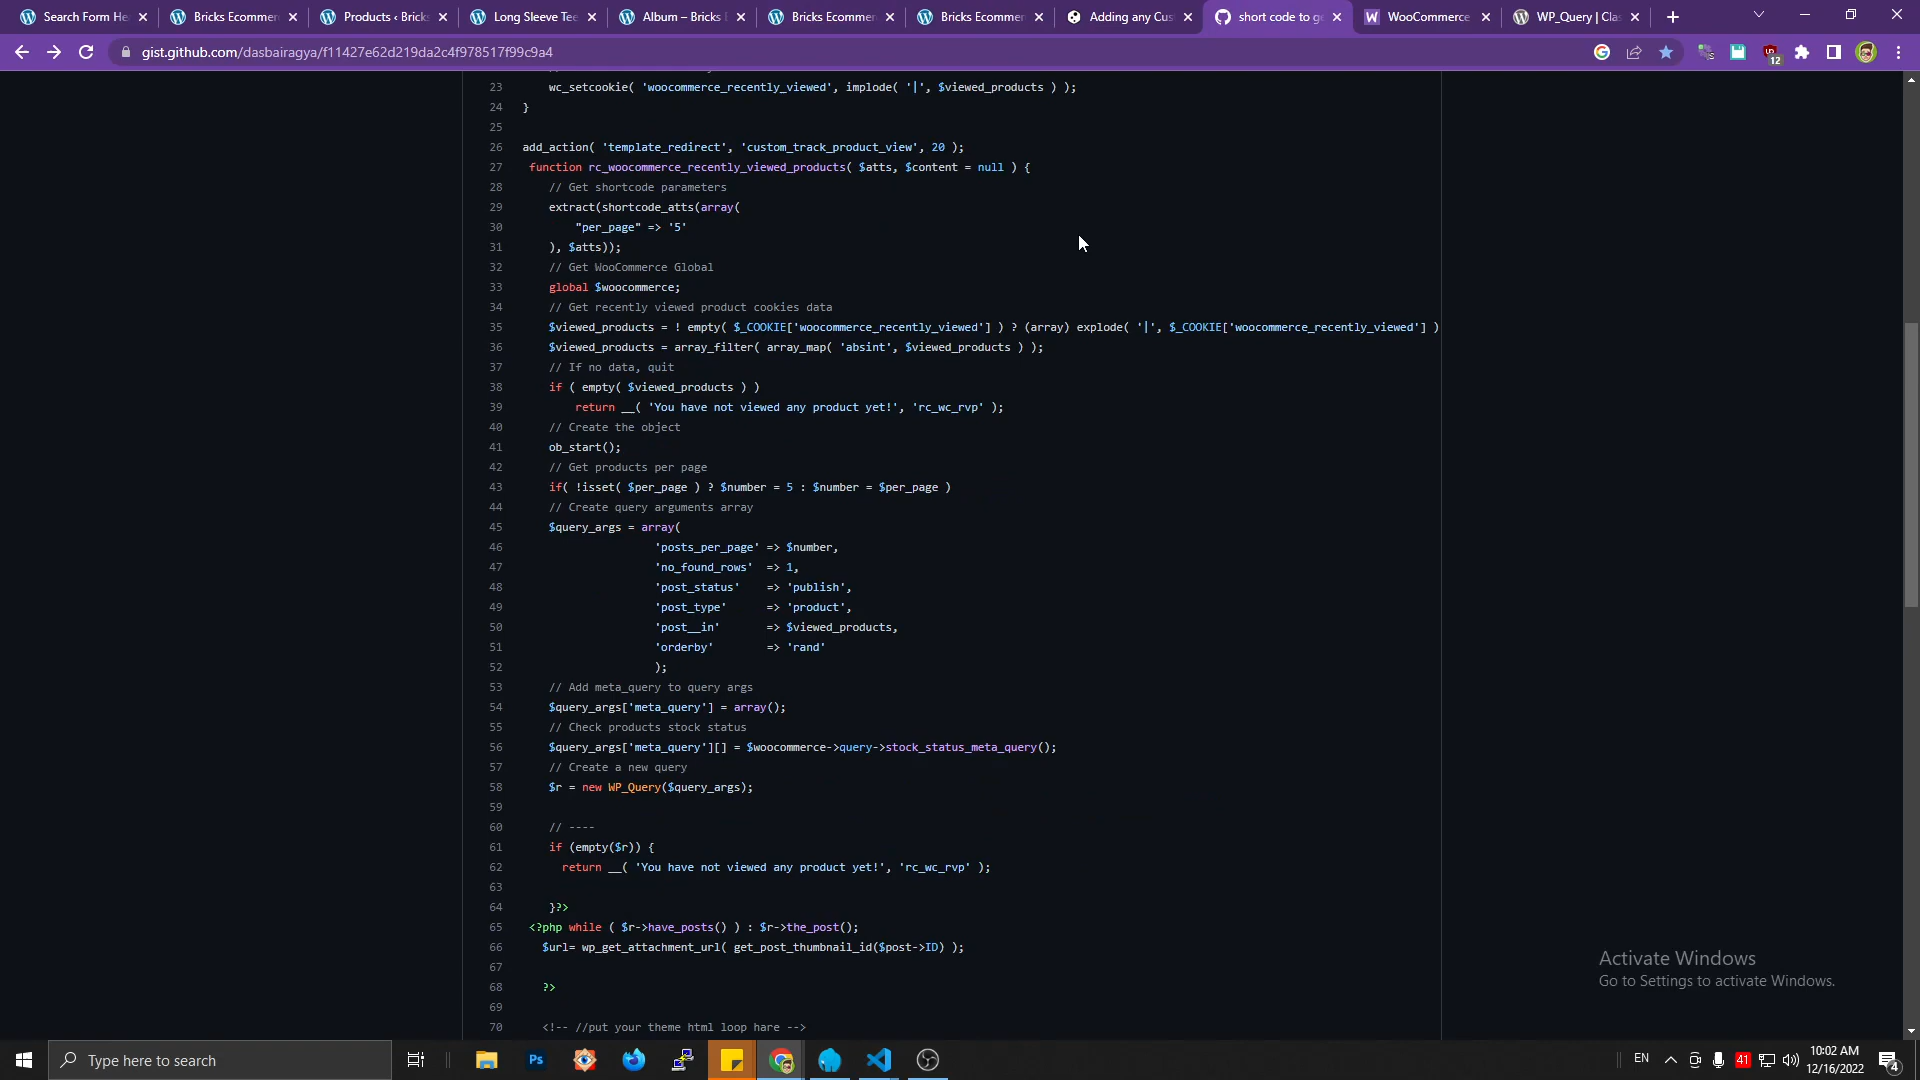 Search Form He
Bricks Ecommer
Products ‹ Brick
Long Sleeve Tee
Album – Bricks
Bricks Ecommer
Bricks Ecommer
Adding any Cus
short code to g
WooCommerce
WP_Query | Cla
gist.github.com/dasbairagya/f11427e62d219da2c4f978517f99c9a4
12
23 wc_setcookie( 'woocommerce_recently_viewed', implode( '|', $viewed_products ) );
24 }
25
26 add_action( 'template_redirect', 'custom_track_product_view', 20 );
27 function rc_woocommerce_recently_viewed_products( $atts, $content = null ) {
28 // Get shortcode parameters
29 extract(shortcode_atts(array(
30 "per_page" => '5'
31 ), $atts));
32 // Get WooCommerce Global
33 global $woocommerce;
34 // Get recently viewed product cookies data
35 $viewed_products = ! empty( $_COOKIE['woocommerce_recently_viewed'] ) ? (array) explode( '|', $_COOKIE['woocommerce_recently_viewed'] )
36 $viewed_products = array_filter( array_map( 'absint', $viewed_products ) );
37 // If no data, quit
38 if ( empty( $viewed_products ) )
39 return __( 'You have not viewed any product yet!', 'rc_wc_rvp' );
40 // Create the object
41 ob_start();
42 // Get products per page
43 if( !isset( $per_page ) ? $number = 5 : $number = $per_page )
44 // Create query arguments array
45 $query_args = array(
46 'posts_per_page' => $number,
47 'no_found_rows' => 1,
48 'post_status' => 'publish',
49 'post_type' => 'product',
50 'post__in' => $viewed_products,
51 'orderby' => 'rand'
52 );
53 // Add meta_query to query args
54 $query_args['meta_query'] = array();
55 // Check products stock status
56 $query_args['meta_query'][] = $woocommerce->query->stock_status_meta_query();
57 // Create a new query
58 $r = new WP_Query($query_args);
59
60 // ----
61 if (empty($r)) {
62 return __( 'You have not viewed any product yet!', 'rc_wc_rvp' );
63
64 }?>
65 <?php while ( $r->have_posts() ) : $r->the_post();
66 $url= wp_get_attachment_url( get_post_thumbnail_id($post->ID) );
67
68 ?>
69
70 <!-- //put your theme html loop hare -->
Activate Windows
Go to Settings to activate Windows.
Type here to search
Ps
41
EN
10:02 AM
12/16/2022
4